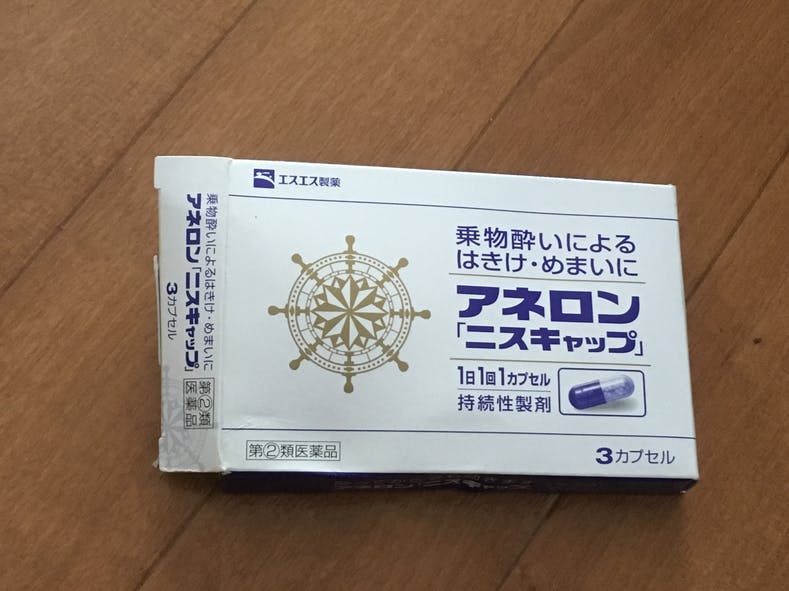 エスエス製薬
乗物酔いによる
はきけ・めまいに
アネロン
「ニスキャップ」
1日1回1カプセル
持続性製剤
指定②類医薬品
3カプセル
乗物酔いによるはきけ・めまいに
アネロン「ニスキャップ」
3カプセル
指②類
医薬品